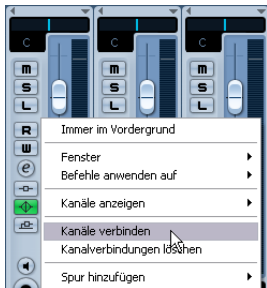 C C C
m m m
S S S
L L L
R
W
e
Immer im Vordergrund
Fenster
Befehle anwenden auf
Kanäle anzeigen
Kanäle verbinden
Kanalverbindungen löschen
Spur hinzufügen